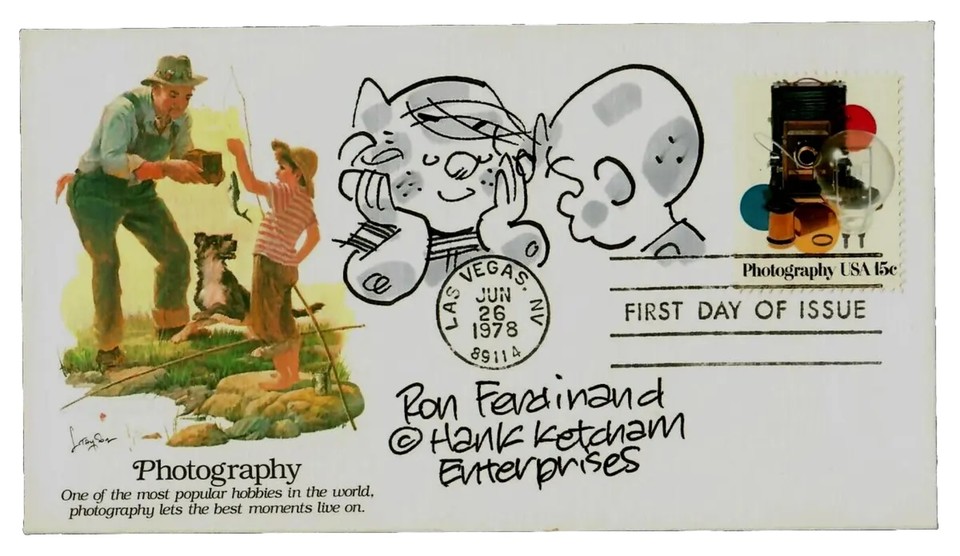 Photography
One of the most popular hobbies in the world,
photography lets the best moments live on.
LAS VEGAS, NV
JUN
26
1978
89114
Photography USA 15c
FIRST DAY OF ISSUE
Ron Ferdinand
© Hank Ketcham
Enterprises